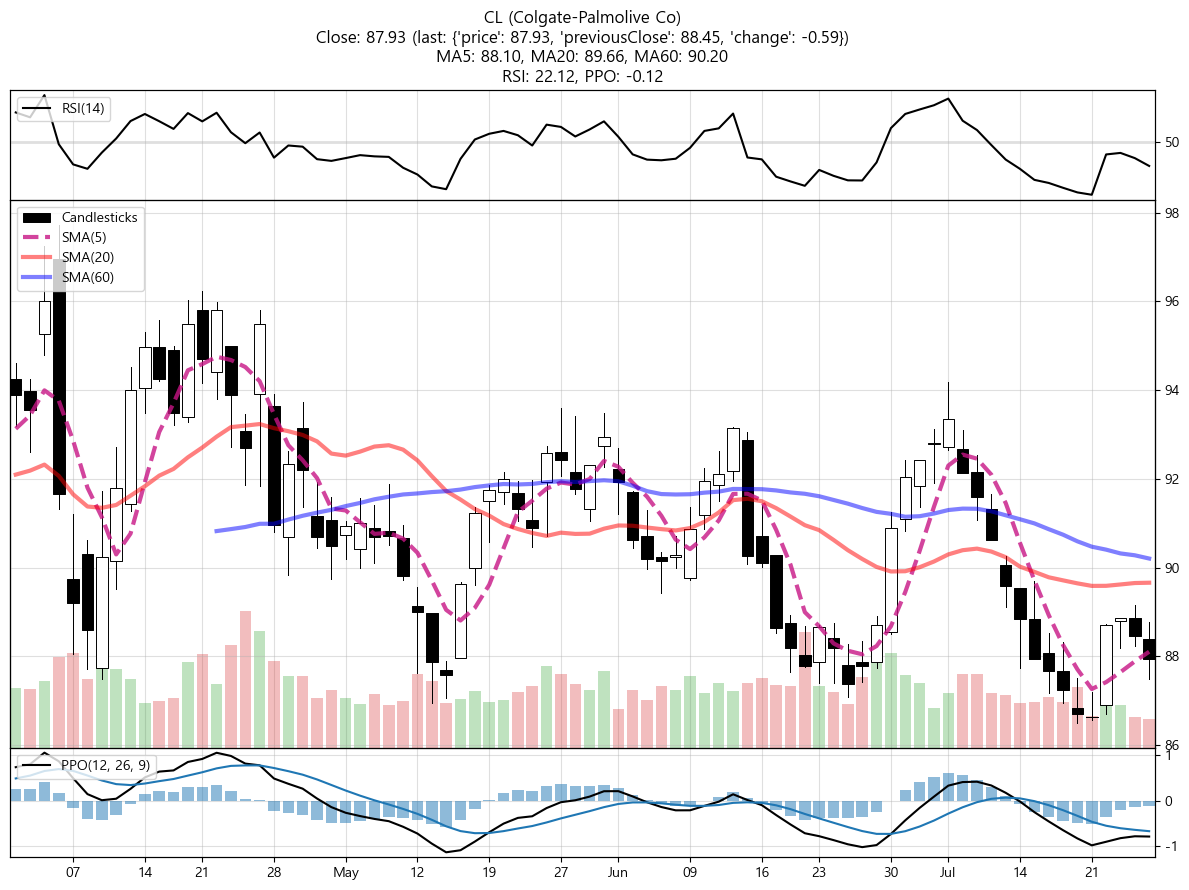 CL (Colgate-Palmolive Co)
Close: 87.93 (last: {'price': 87.93, 'previousClose': 88.45, 'change': -0.59})
MA5: 88.10, MA20: 89.66, MA60: 90.20
RSI: 22.12, PPO: -0.12
RSI(14)
50
Candlesticks
SMA(5)
SMA(20)
SMA(60)
98
96
94
92
90
88
86
PPO(12, 26, 9)
1
0
-1
07 14 21 28 May 12 19 27 Jun 09 16 23 30 Jul 14 21